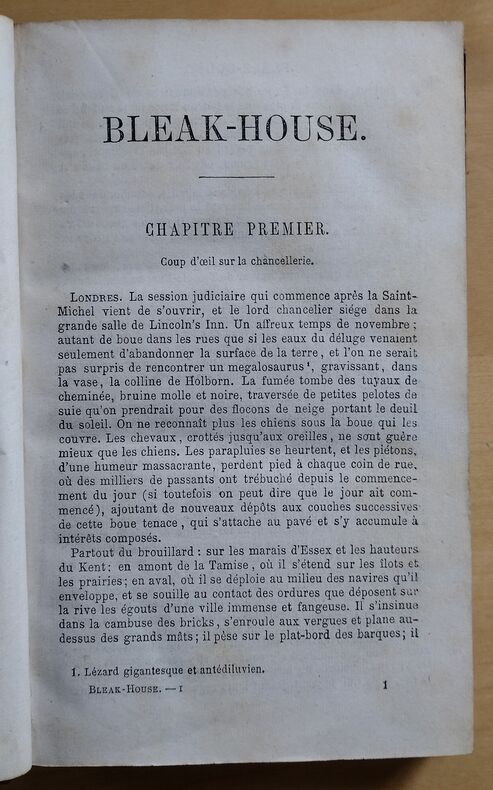 BLEAK-HOUSE.
CHAPITRE PREMIER.
Coup d'œil sur la chancellerie.
LONDRES. La session judiciaire qui commence après la Saint-
Michel vient de s'ouvrir, et le lord chancelier siége dans la
grande salle de Lincoln's Inn. Un affreux temps de novembre ;
autant de boue dans les rues que si les eaux du déluge venaient
seulement d'abandonner la surface de la terre, et l'on ne serait
pas surpris de rencontrer un megalosaurus¹, gravissant, dans
la vase, la colline de Holborn. La fumée tombe des tuyaux de
cheminée, bruine molle et noire, traversée de petites pelotes de
suie qu'on prendrait pour des flocons de neige portant le deuil
du soleil. On ne reconnaît plus les chiens sous la boue qui les
couvre. Les chevaux, crottés jusqu'aux oreilles, ne sont guère
mieux que les chiens. Les parapluies se heurtent, et les piétons,
d'une humeur massacrante, perdent pied à chaque coin de rue,
où des milliers de passants ont trébuché depuis le commence-
ment du jour (si toutefois on peut dire que le jour ait com-
mencé), ajoutant de nouveaux dépôts aux couches successives
de cette boue tenace, qui s'attache au pavé et s'y accumule à
intérêts composés.
Partout du brouillard : sur les marais d'Essex et les hauteurs
du Kent ; en amont de la Tamise, où il s'étend sur les îlots et
les prairies ; en aval, où il se déploie au milieu des navires qu'il
enveloppe, et se souille au contact des ordures que déposent sur
la rive les égouts d'une ville immense et fangeuse. Il s'insinue
dans la cambuse des bricks, s'enroule aux vergues et plane au-
dessus des grands mâts ; il pèse sur le plat-bord des barques ; il
1. Lézard gigantesque et antédiluvien.
BLEAK-HOUSE. — I 1